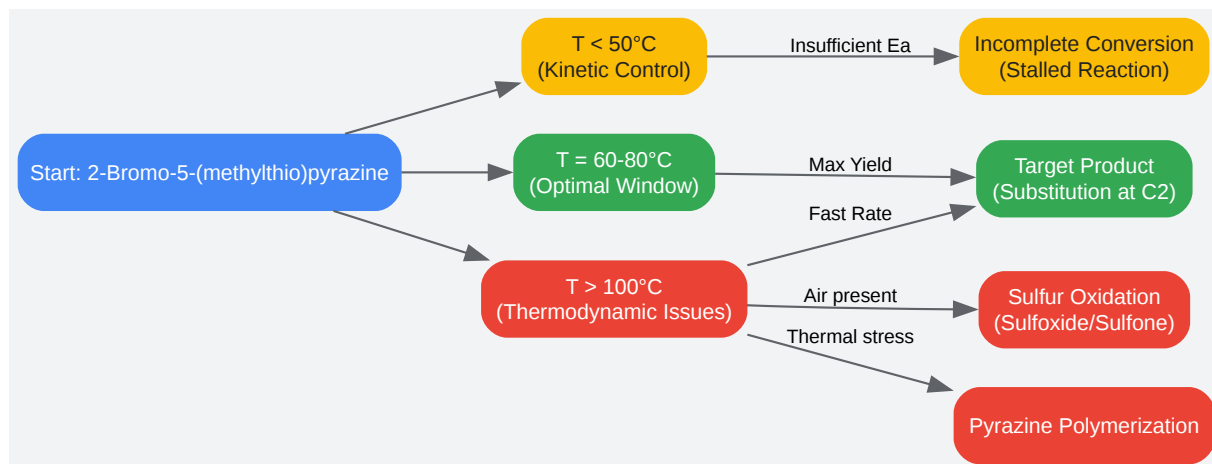 T < 50°C
(Kinetic Control)
Insufficient Ea
Incomplete Conversion
(Stalled Reaction)
Start: 2-Bromo-5-(methylthio)pyrazine
T = 60-80°C
(Optimal Window)
Max Yield
Target Product
(Substitution at C2)
Fast Rate
T > 100°C
(Thermodynamic Issues)
Air present
Sulfur Oxidation
(Sulfoxide/Sulfone)
Thermal stress
Pyrazine Polymerization